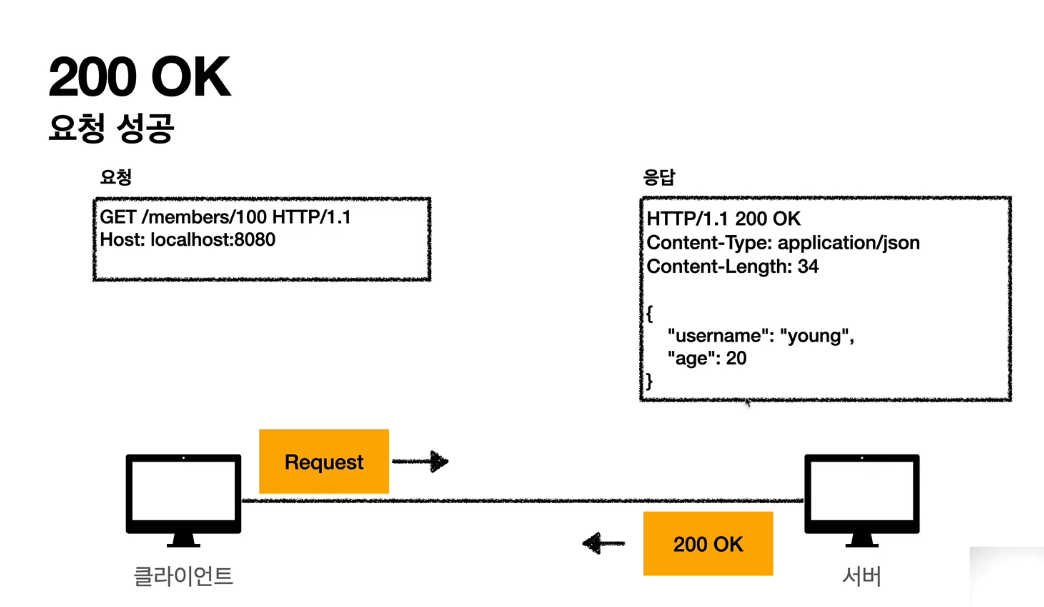 200 OK
요청 성공
요청
GET /members/100 HTTP/1.1
Host: localhost:8080
응답
HTTP/1.1 200 OK
Content-Type: application/json
Content-Length: 34
{
"username": "young",
"age": 20
}
Request
200 OK
클라이언트
서버